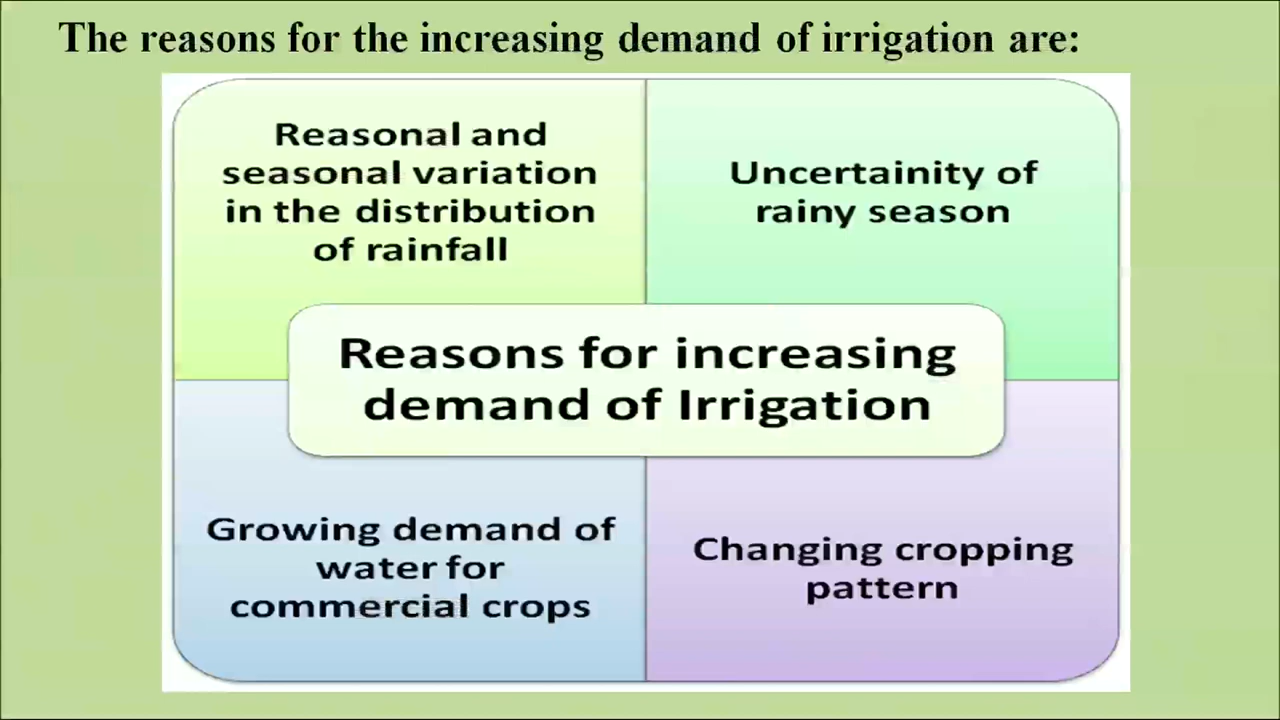 The reasons for the increasing demand of irrigation are:
Reasonal and
seasonal variation
in the distribution
of rainfall
Uncertainity of
rainy season
Reasons for increasing
demand of Irrigation
Growing demand of
water for
commercial crops
Changing cropping
pattern